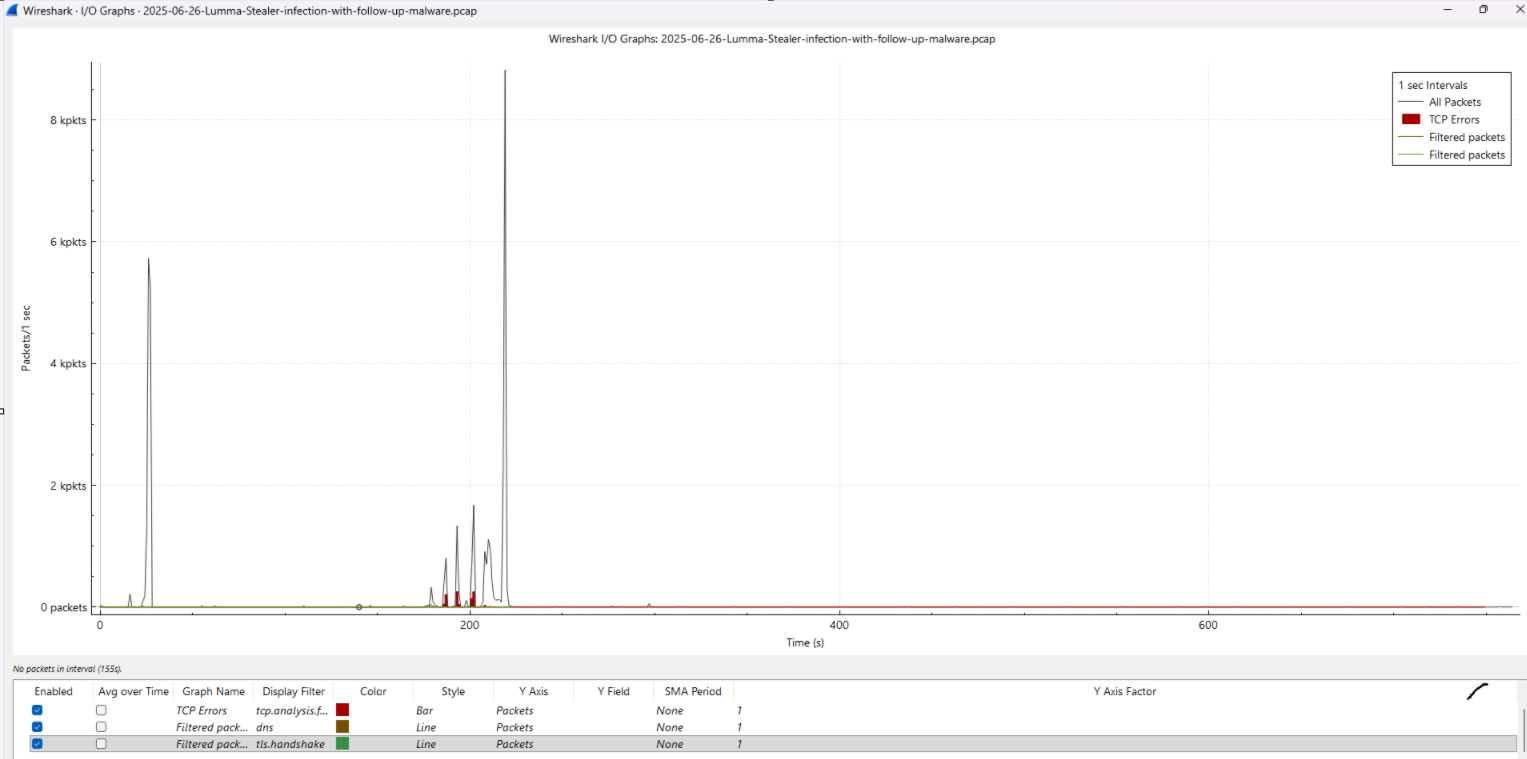 Wireshark · I/O Graphs · 2025-06-26-Lumma-Stealer-infection-with-follow-up-malware.pcap
Wireshark I/O Graphs: 2025-06-26-Lumma-Stealer-infection-with-follow-up-malware.pcap
1 sec Intervals
All Packets
TCP Errors
Filtered packets
Filtered packets
Packets/1 sec
8 kpkts
6 kpkts
4 kpkts
2 kpkts
0 packets
0 200 400 600
Time (s)
No packets in interval (155s).
Enabled Avg over Time Graph Name Display Filter Color Style Y Axis Y Field SMA Period Y Axis Factor
TCP Errors tcp.analysis.f... Bar Packets None 1
Filtered pack... dns Line Packets None 1
Filtered pack... tls.handshake Line Packets None 1